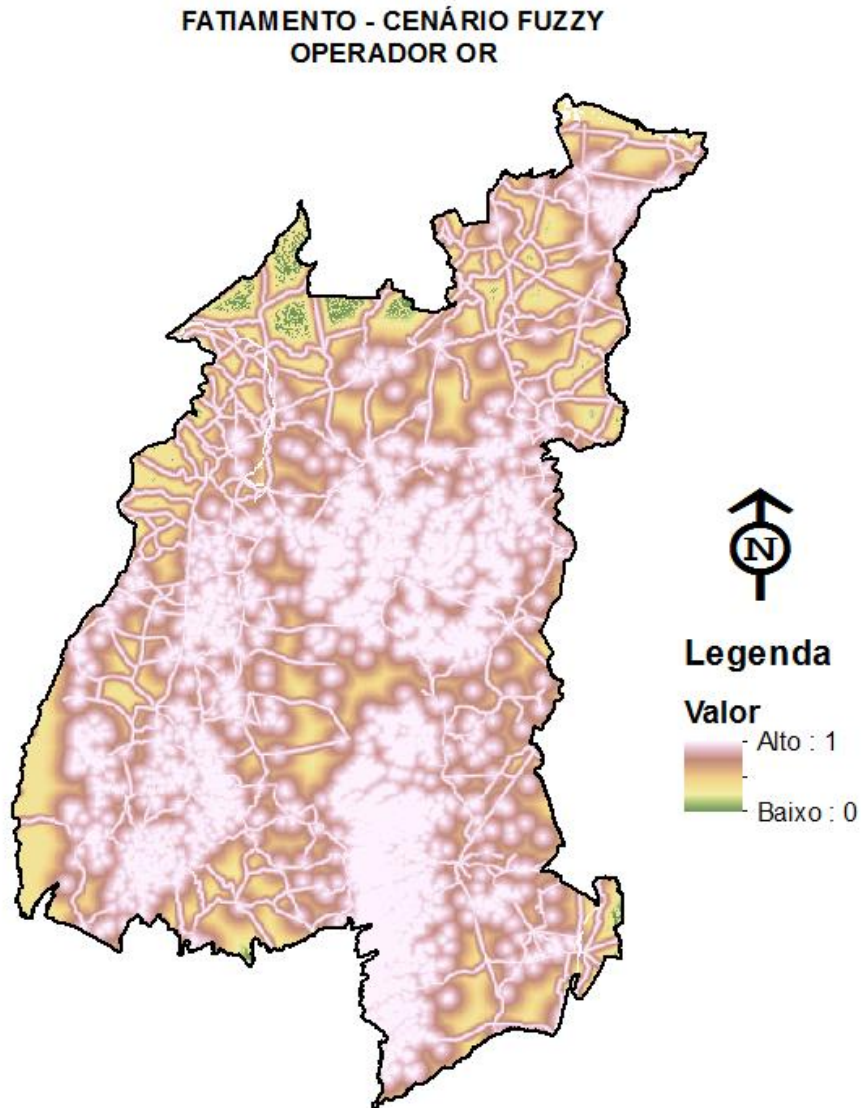 FATIAMENTO - CENÁRIO FUZZY
OPERADOR OR
N
Legenda
Valor
Alto : 1
Baixo : 0